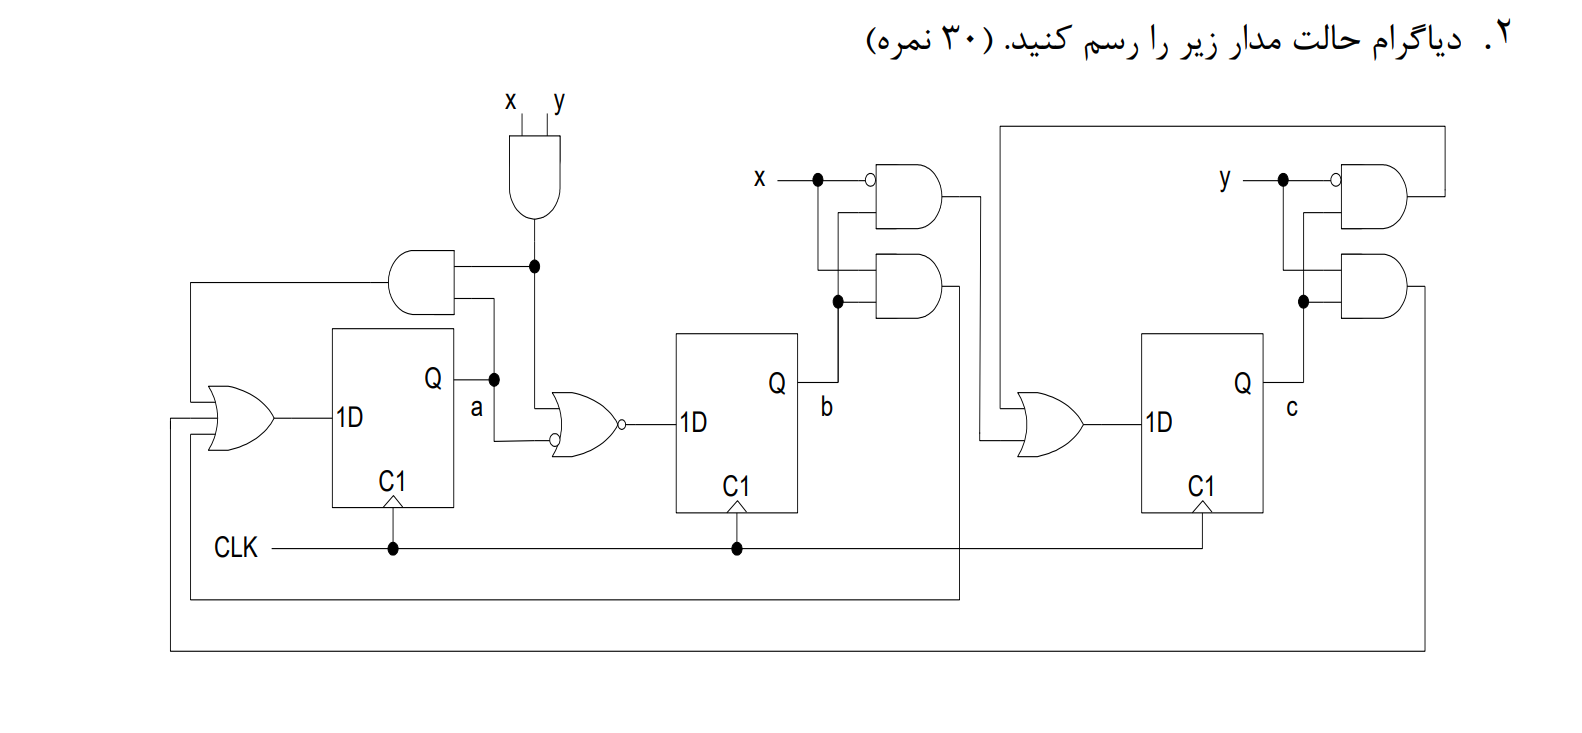 ۲. دیاگرام حالت مدار زیر را رسم کنید. (۳۰ نمره)
x y
x
y
Q
a
1D
C1
Q
b
1D
C1
Q
c
1D
C1
CLK